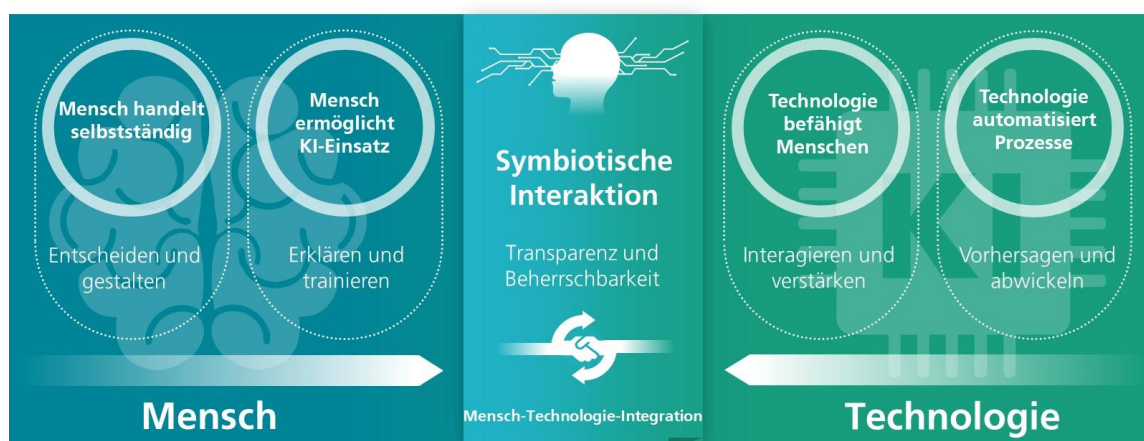 Mensch handelt
selbstständig
Entscheiden und
gestalten
Mensch
ermöglicht
KI-Einsatz
Erklären und
trainieren
Mensch
Symbiotische
Interaktion
Transparenz und
Beherrschbarkeit
Mensch-Technologie-Integration
Technologie
befähigt
Menschen
Interagieren und
verstärken
Technologie
automatisiert
Prozesse
Vorhersagen und
abwickeln
KI
Technologie